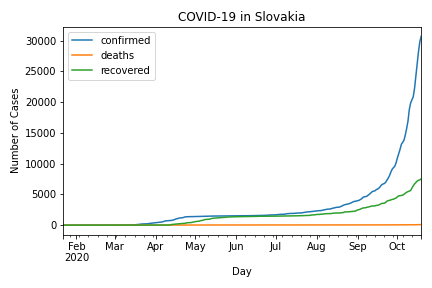 COVID-19 in Slovakia
confirmed
deaths
recovered
Number of Cases
30000
25000
20000
15000
10000
5000
0
Feb Mar Apr May Jun Jul Aug Sep Oct
2020
Day